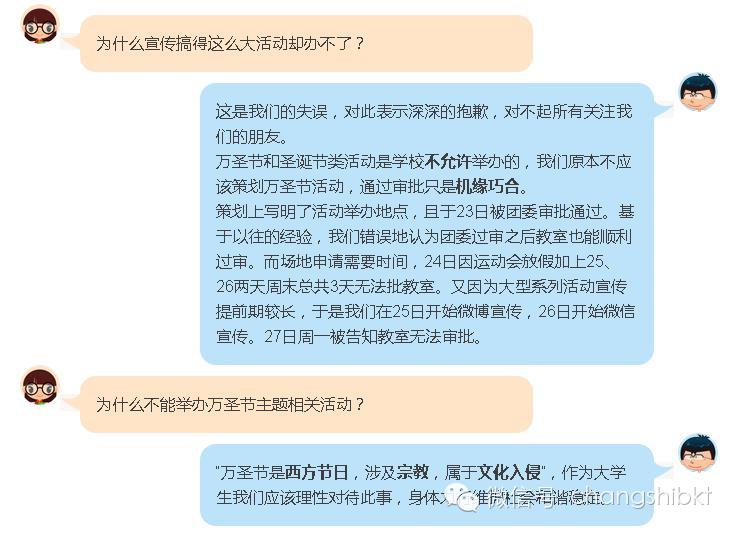 为什么宣传搞得这么大活动却办不了？
这是我们的失误，对此表示深深的抱歉，对不起所有关注我
们的朋友。
万圣节和圣诞节类活动是学校不允许举办的，我们原本不应
该策划万圣节活动，通过审批只是机缘巧合。
策划上写明了活动举办地点，且于23日被团委审批通过。基
于以往的经验，我们错误地认为团委过审之后教室也能顺利
过审。而场地申请需要时间，24日因运动会放假加上25、
26两天周末总共3天无法批教室。又因为大型系列活动宣传
提前期较长，于是我们在25日开始微博宣传，26日开始微信
宣传。27日周一被告知教室无法审批。
为什么不能举办万圣节主题相关活动？
“万圣节是西方节日，涉及宗教，属于文化入侵”，作为大学
生我们应该理性对待此事，身体力行维护社会和谐稳定。
微信号: changshibkt